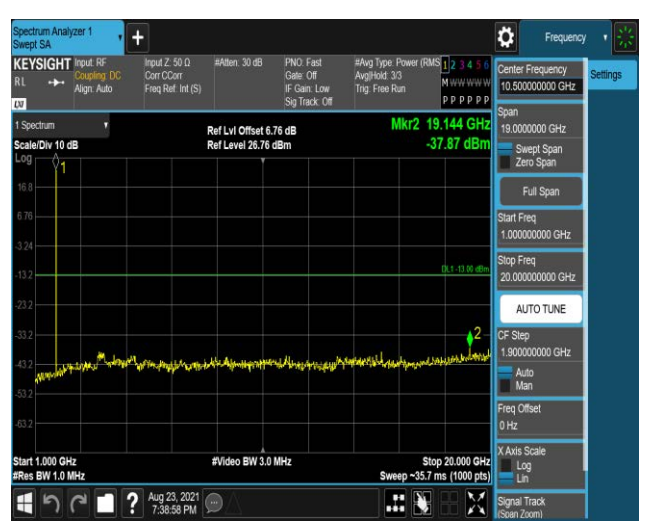 Spectrum Analyzer 1
Swept SA
+
Frequency
KEYSIGHT
RL
LXI
Input: RF
Coupling: DC
Align: Auto
Input Z: 50 Ω
Corr CCorr
Freq Ref: Int (S)
#Atten: 30 dB
PNO: Fast
Gate: Off
IF Gain: Low
Sig Track: Off
#Avg Type: Power (RMS
Avg|Hold: 3/3
Trig: Free Run
1 2 3 4 5 6
M W W W W W
P P P P P P
Center Frequency
10.500000000 GHz
Settings
Span
19.0000000 GHz
Swept Span
Zero Span
Full Span
Start Freq
1.000000000 GHz
Stop Freq
20.000000000 GHz
AUTO TUNE
CF Step
1.900000000 GHz
Auto
Man
Freq Offset
0 Hz
X Axis Scale
Log
Lin
Signal Track
(Span Zoom)
1 Spectrum
Scale/Div 10 dB
Log
Ref Lvl Offset 6.76 dB
Ref Level 26.76 dBm
Mkr2 19.144 GHz
-37.87 dBm
1
16.8
6.76
-3.24
-13.2
DL1 -13.00 dBm
-23.2
-33.2
2
-43.2
-53.2
-63.2
Start 1.000 GHz
#Video BW 3.0 MHz
Stop 20.000 GHz
#Res BW 1.0 MHz
Sweep ~35.7 ms (1000 pts)
?
Aug 23, 2021
7:38:58 PM